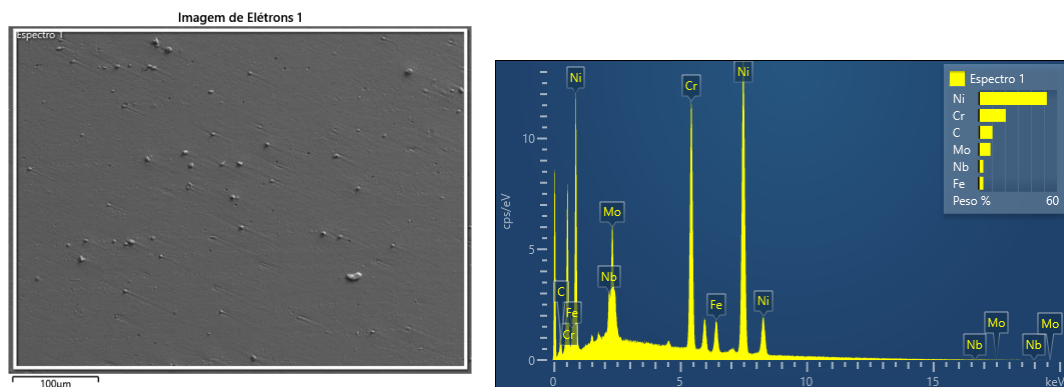 Imagem de Elétrons 1
Espectro 1
100µm
cps/eV
10
5
0
0
5
10
15
keV
C
Fe
Cr
Ni
Nb
Mo
Cr
Fe
Ni
Ni
Nb
Mo
Nb
Mo
Espectro 1
Ni
Cr
C
Mo
Nb
Fe
Peso %
60